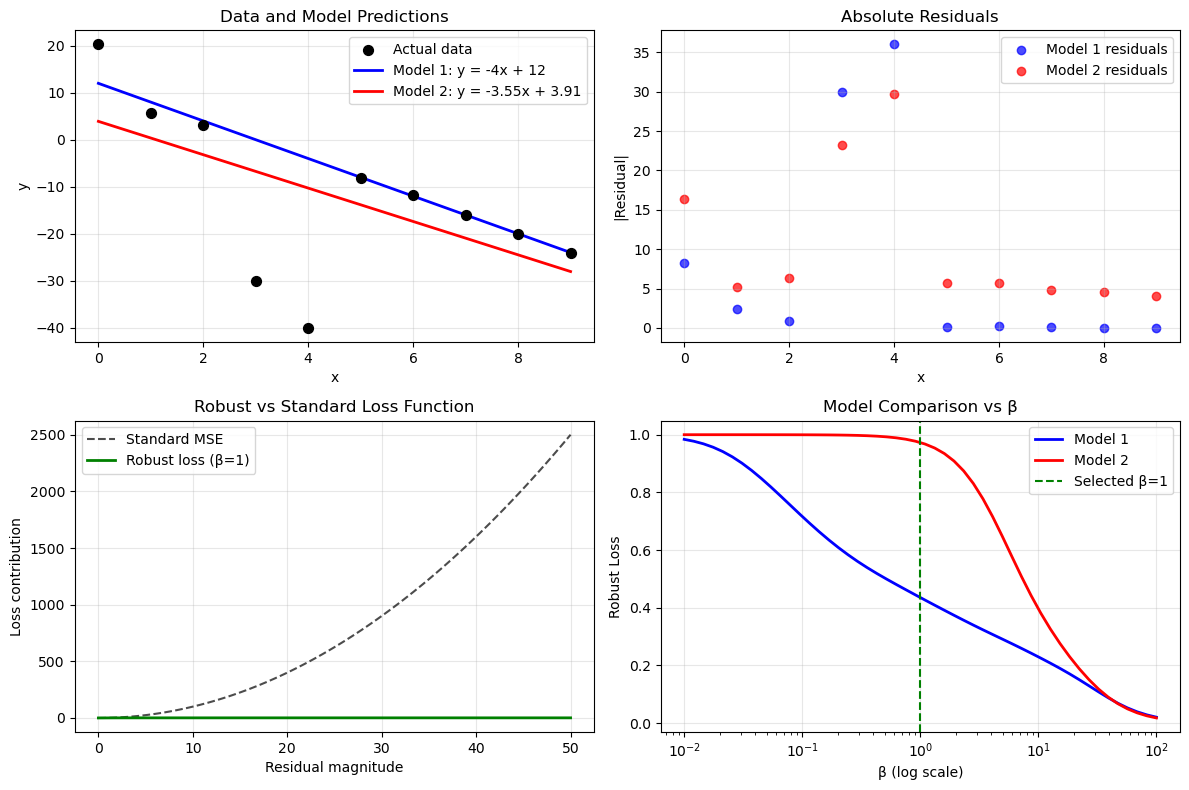 Data and Model Predictions
20
10
0
−10
−20
−30
−40
y
0
2
4
6
8
x
Actual data
Model 1: y = -4x + 12
Model 2: y = -3.55x + 3.91
Absolute Residuals
35
30
25
20
15
10
5
0
|Residual|
0
2
4
6
8
x
Model 1 residuals
Model 2 residuals
Robust vs Standard Loss Function
2500
2000
1500
1000
500
0
Loss contribution
0
10
20
30
40
50
Residual magnitude
Standard MSE
Robust loss (β=1)
Model Comparison vs β
1.0
0.8
0.6
0.4
0.2
0.0
Robust Loss
10⁻²
10⁻¹
10⁰
10¹
10²
β (log scale)
Model 1
Model 2
Selected β=1